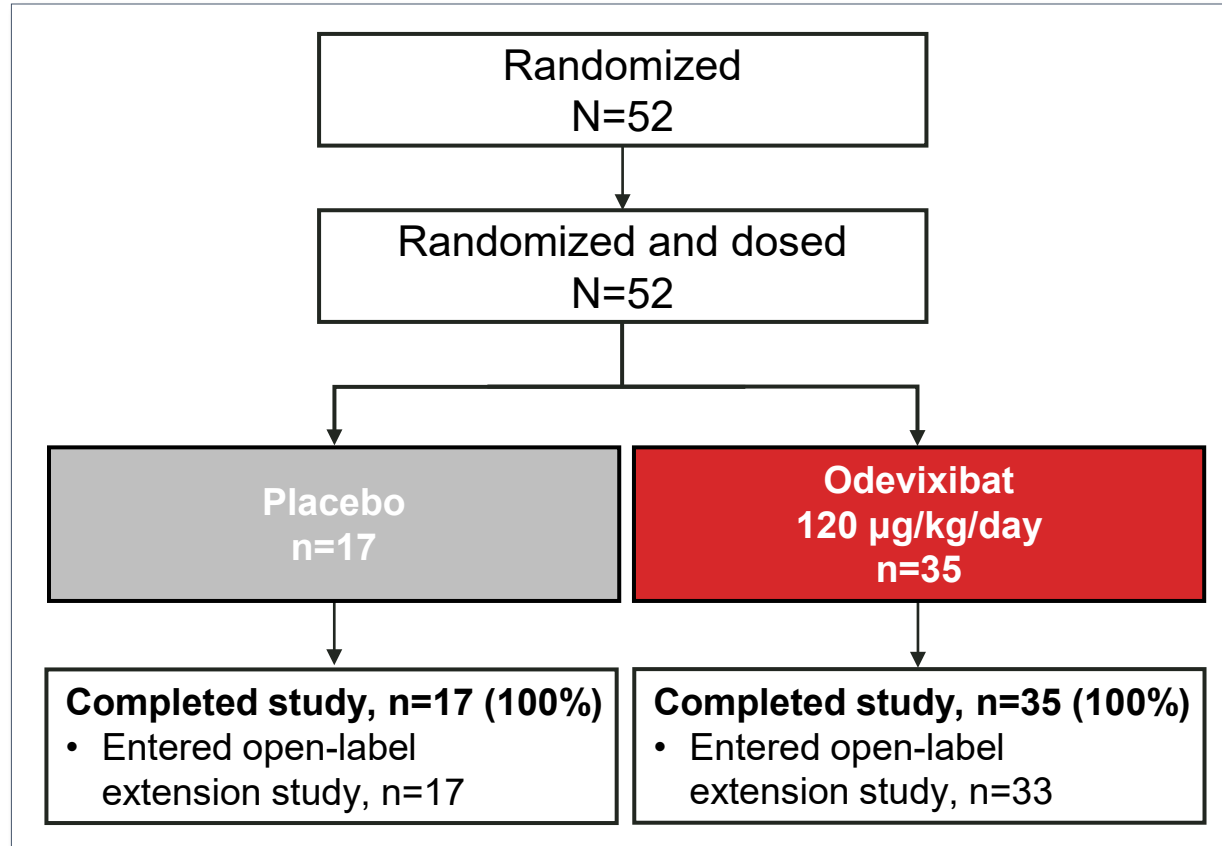 Randomized
N=52
Randomized and dosed
N=52
Placebo
n=17
Odevixibat
120 µg/kg/day
n=35
Completed study, n=17 (100%)
• Entered open-label
extension study, n=17
Completed study, n=35 (100%)
• Entered open-label
extension study, n=33